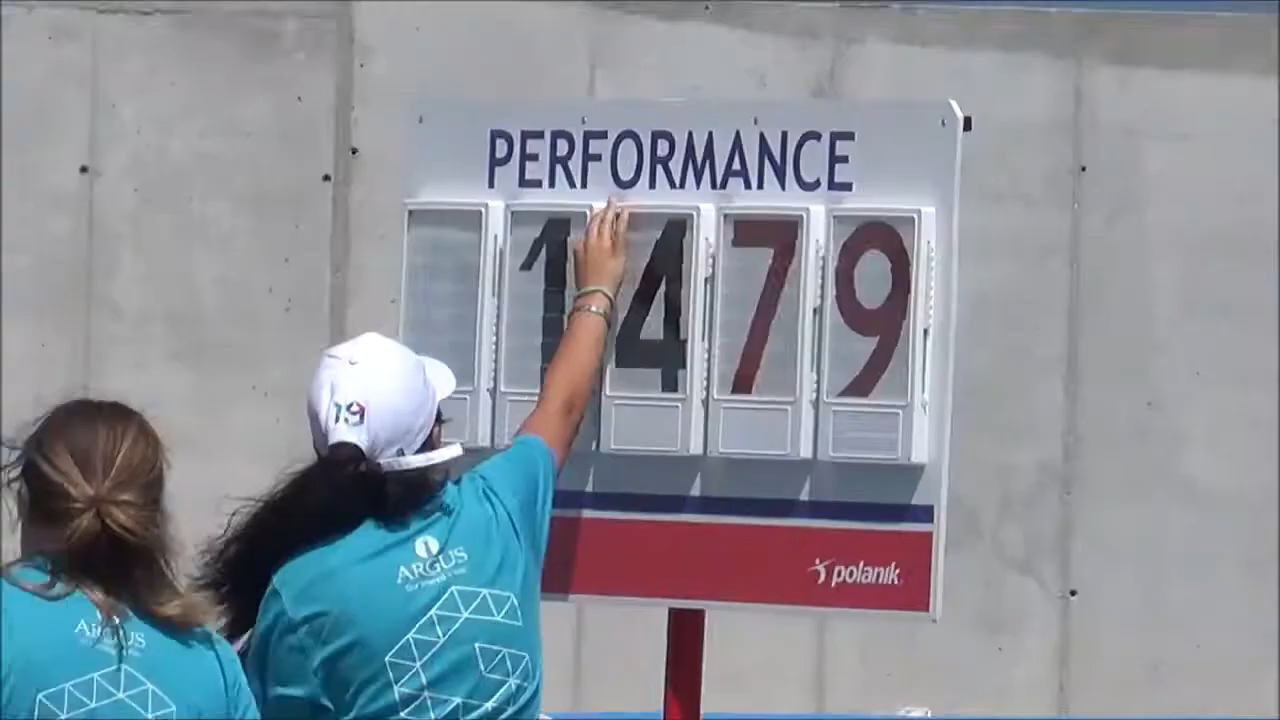 PERFORMANCE
1479
19
ARGUS
polanik
ARGUS